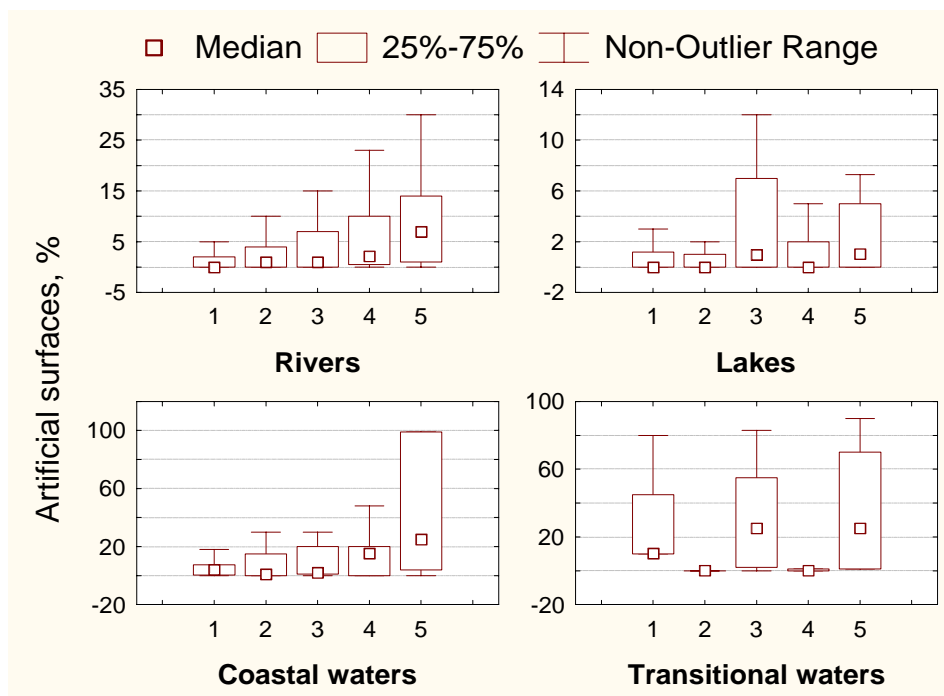 Median 25%-75% Non-Outlier Range
Artificial surfaces, %
35
25
15
5
-5
1 2 3 4 5
Rivers
14
10
6
2
-2
1 2 3 4 5
Lakes
100
60
20
-20
1 2 3 4 5
Coastal waters
100
60
20
-20
1 2 3 4 5
Transitional waters